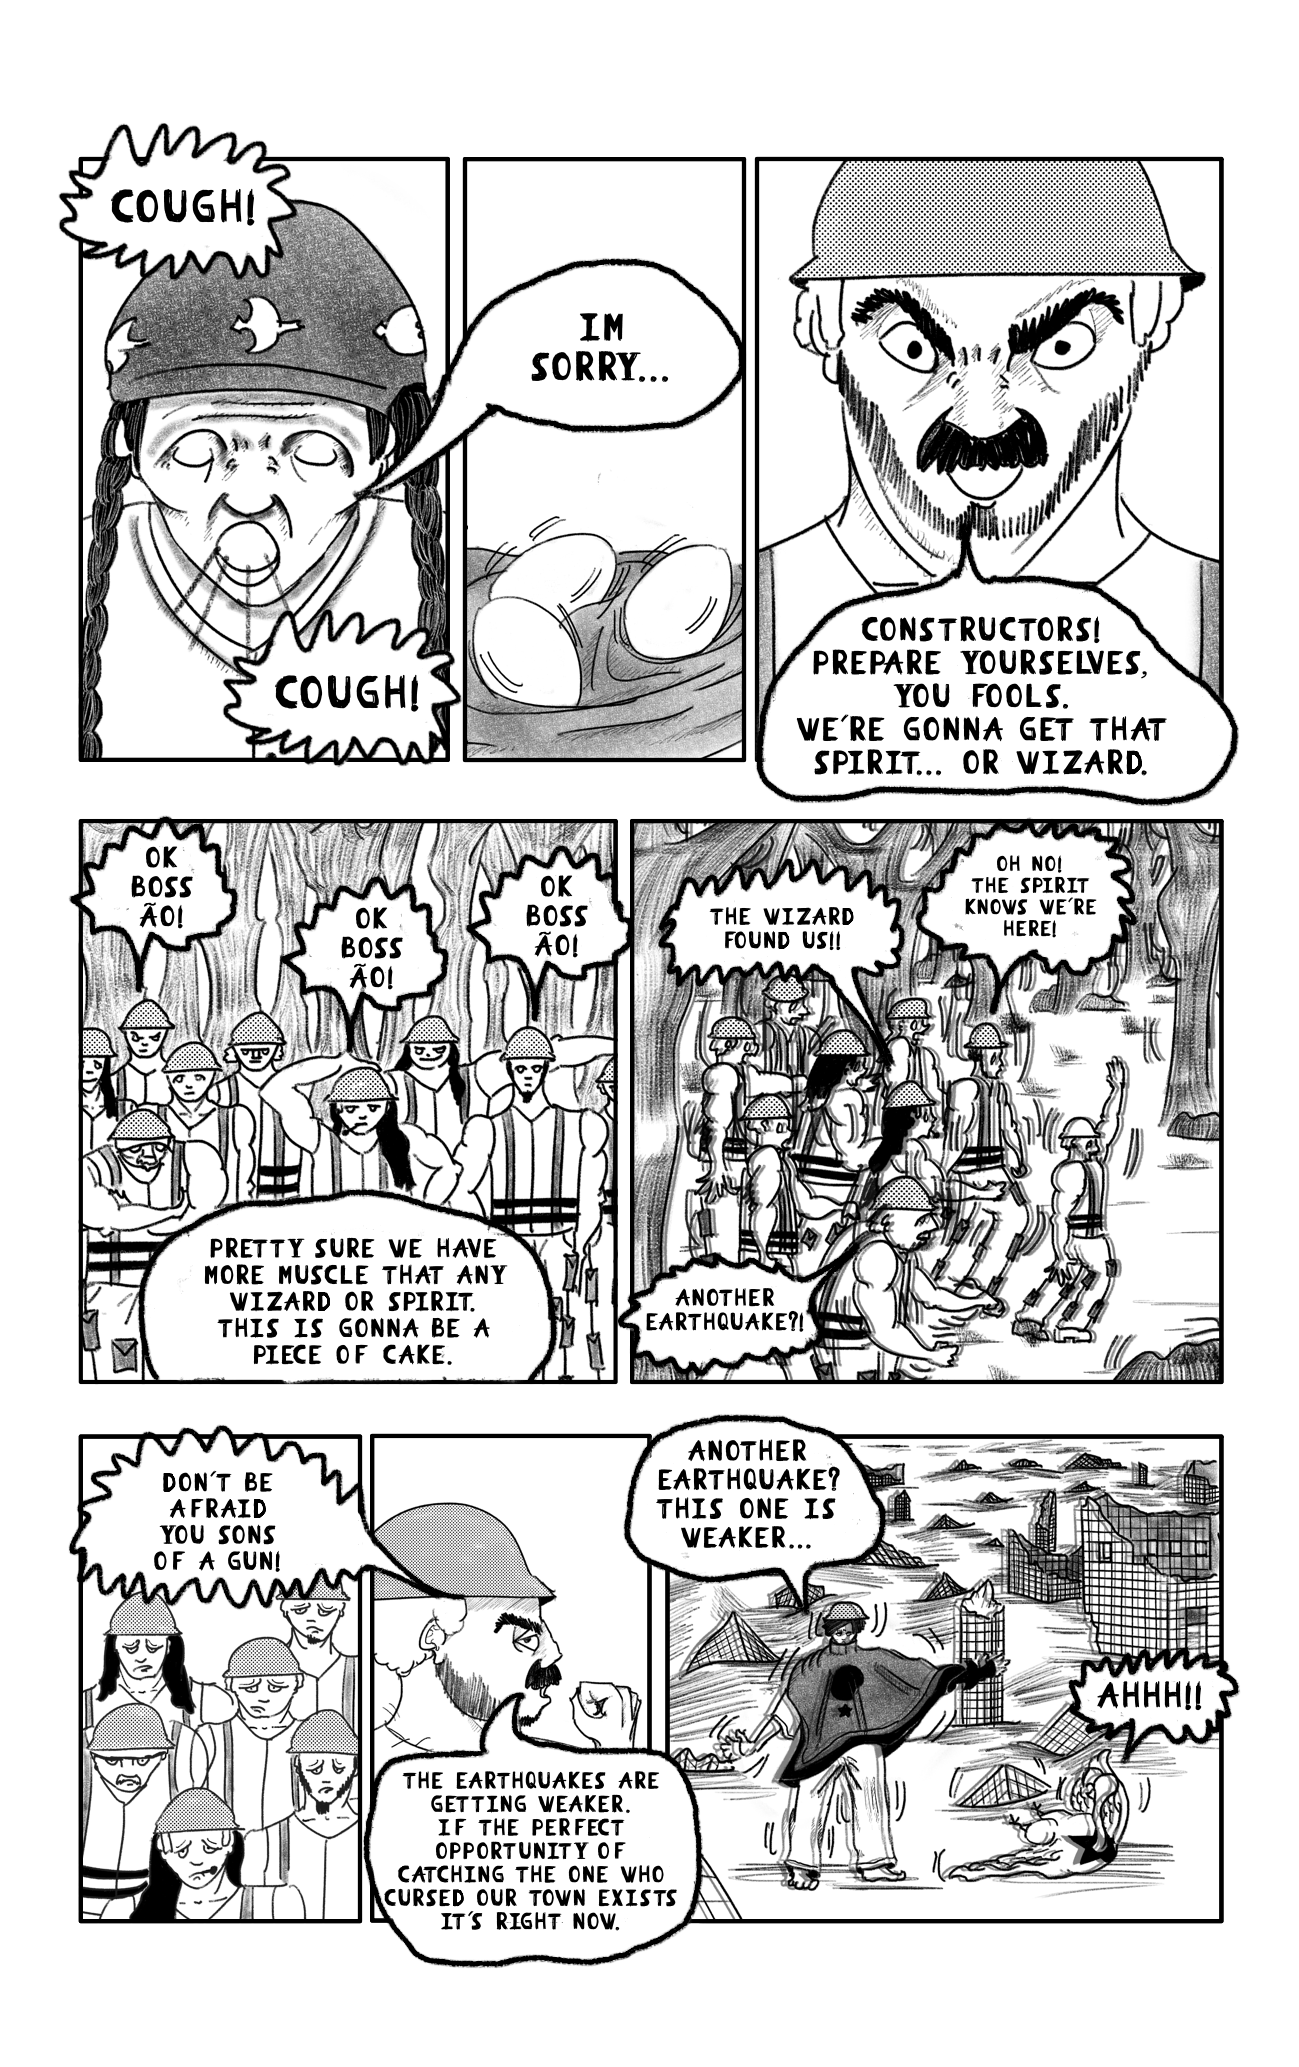 COUGH!
IM
SORRY...
COUGH!
CONSTRUCTORS!
PREPARE YOURSELVES,
YOU FOOLS.
WE'RE GONNA GET THAT
SPIRIT... OR WIZARD.
OK
BOSS
ÃO!
OK
BOSS
ÃO!
OK
BOSS
ÃO!
PRETTY SURE WE HAVE
MORE MUSCLE THAT ANY
WIZARD OR SPIRIT.
THIS IS GONNA BE A
PIECE OF CAKE.
THE WIZARD
FOUND US!!
OH NO!
THE SPIRIT
KNOWS WE'RE
HERE!
ANOTHER
EARTHQUAKE?!
DON'T BE
AFRAID
YOU SONS
OF A GUN!
THE EARTHQUAKES ARE
GETTING WEAKER.
IF THE PERFECT
OPPORTUNITY OF
CATCHING THE ONE WHO
CURSED OUR TOWN EXISTS
IT'S RIGHT NOW.
ANOTHER
EARTHQUAKE?
THIS ONE IS
WEAKER...
AHHH!!